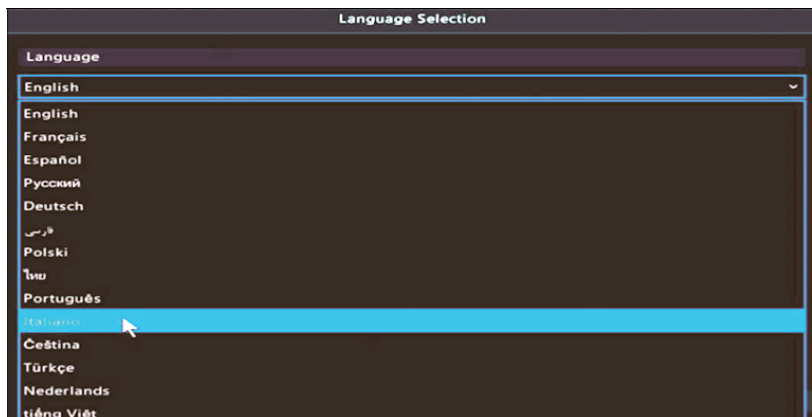 Language Selection
Language
English
English
Français
Español
Русский
Deutsch
فارسی
Polski
ไทย
Português
Italiano
Čeština
Türkçe
Nederlands
tiếng Việt